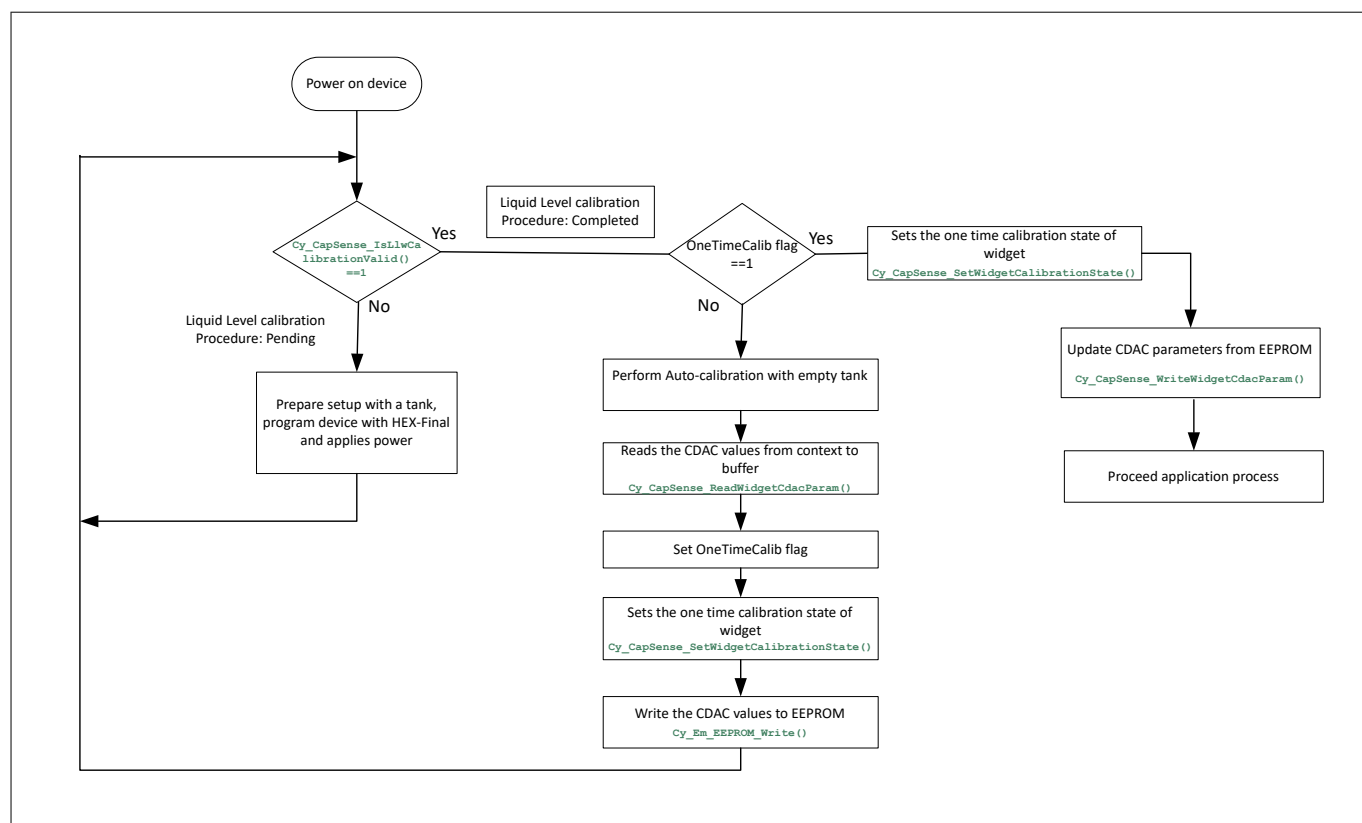 Power on device
Cy_CapSense_IsLlwCa
librationValid()
==1
Yes
No
Liquid Level calibration
Procedure: Completed
Liquid Level calibration
Procedure: Pending
Prepare setup with a tank,
program device with HEX-Final
and applies power
OneTimeCalib flag
==1
Yes
No
Sets the one time calibration state of
widget
Cy_CapSense_SetWidgetCalibrationState()
Update CDAC parameters from EEPROM
Cy_CapSense_WriteWidgetCdacParam()
Proceed application process
Perform Auto-calibration with empty tank
Reads the CDAC values from context to
buffer
Cy_CapSense_ReadWidgetCdacParam()
Set OneTimeCalib flag
Sets the one time calibration state of
widget
Cy_CapSense_SetWidgetCalibrationState()
Write the CDAC values to EEPROM
Cy_Em_EEPROM_Write()